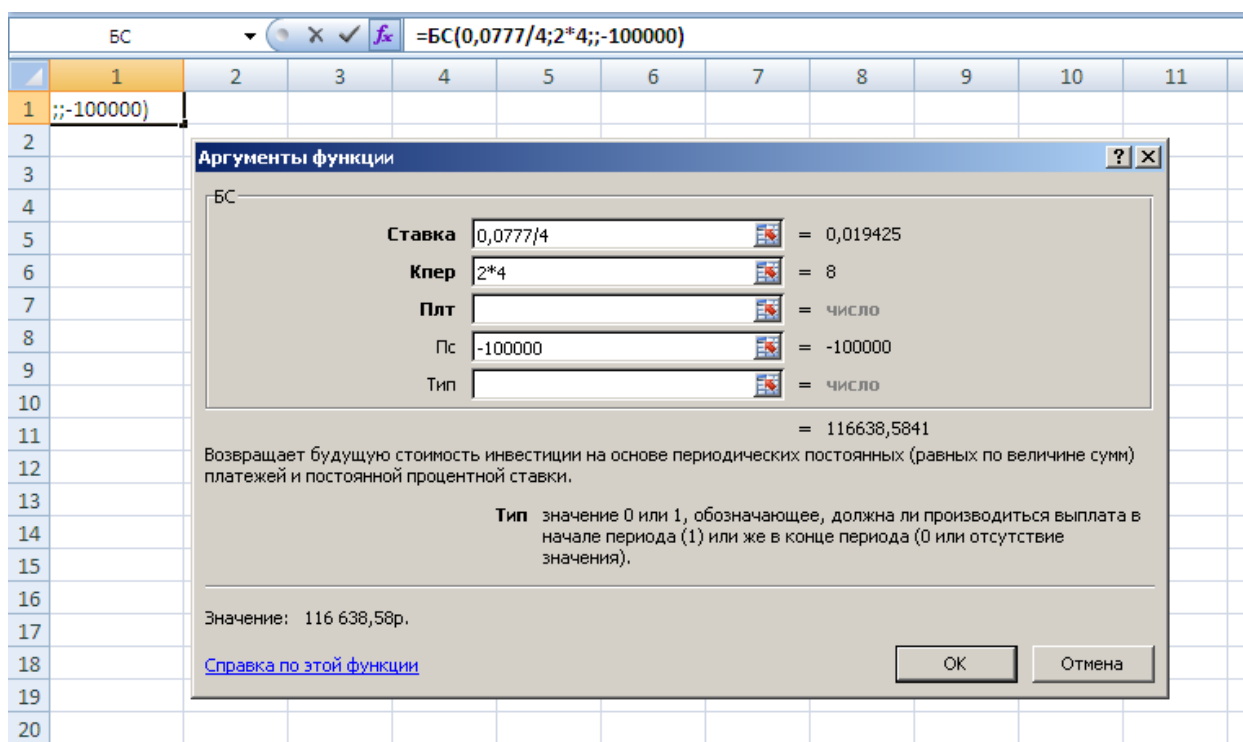 БС fx =БС(0,0777/4;2*4;;-100000)
1 2 3 4 5 6 7 8 9 10 11
1 ;;-100000)
2
Аргументы функции ? X
3
БС
4
Ставка 0,0777/4 = 0,019425
5
Кпер 2*4 = 8
6
Плт = число
7
Пс -100000 = -100000
8
Тип = число
9
10
= 116638,5841
11
Возвращает будущую стоимость инвестиции на основе периодических постоянных (равных по величине сумм)
12
платежей и постоянной процентной ставки.
13
Тип значение 0 или 1, обозначающее, должна ли производиться выплата в
14
начале периода (1) или же в конце периода (0 или отсутствие
15
значения).
16
Значение: 116 638,58р.
17
18
Справка по этой функции OK Отмена
19
20